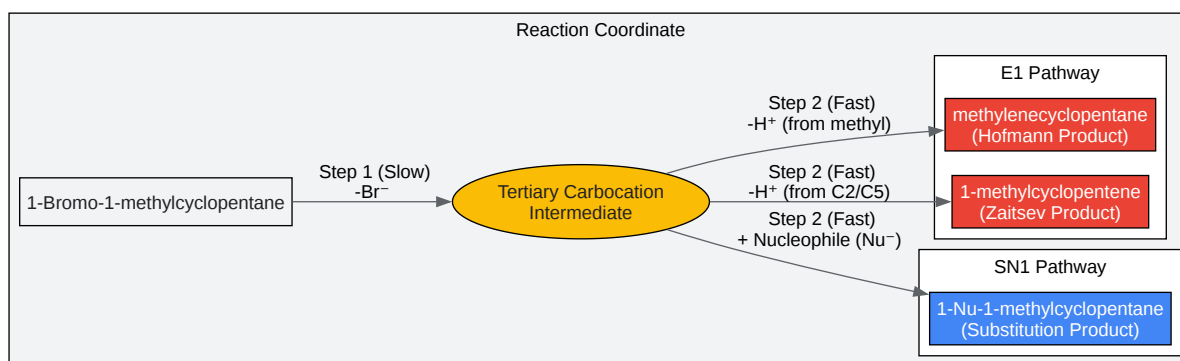 Reaction Coordinate
E1 Pathway
Step 2 (Fast)
-H⁺ (from methyl)
methylenecyclopentane
(Hofmann Product)
Step 1 (Slow)
-Br⁻
1-Bromo-1-methylcyclopentane
Tertiary Carbocation
Intermediate
Step 2 (Fast)
-H⁺ (from C2/C5)
1-methylcyclopentene
(Zaitsev Product)
Step 2 (Fast)
+ Nucleophile (Nu⁻)
SN1 Pathway
1-Nu-1-methylcyclopentane
(Substitution Product)